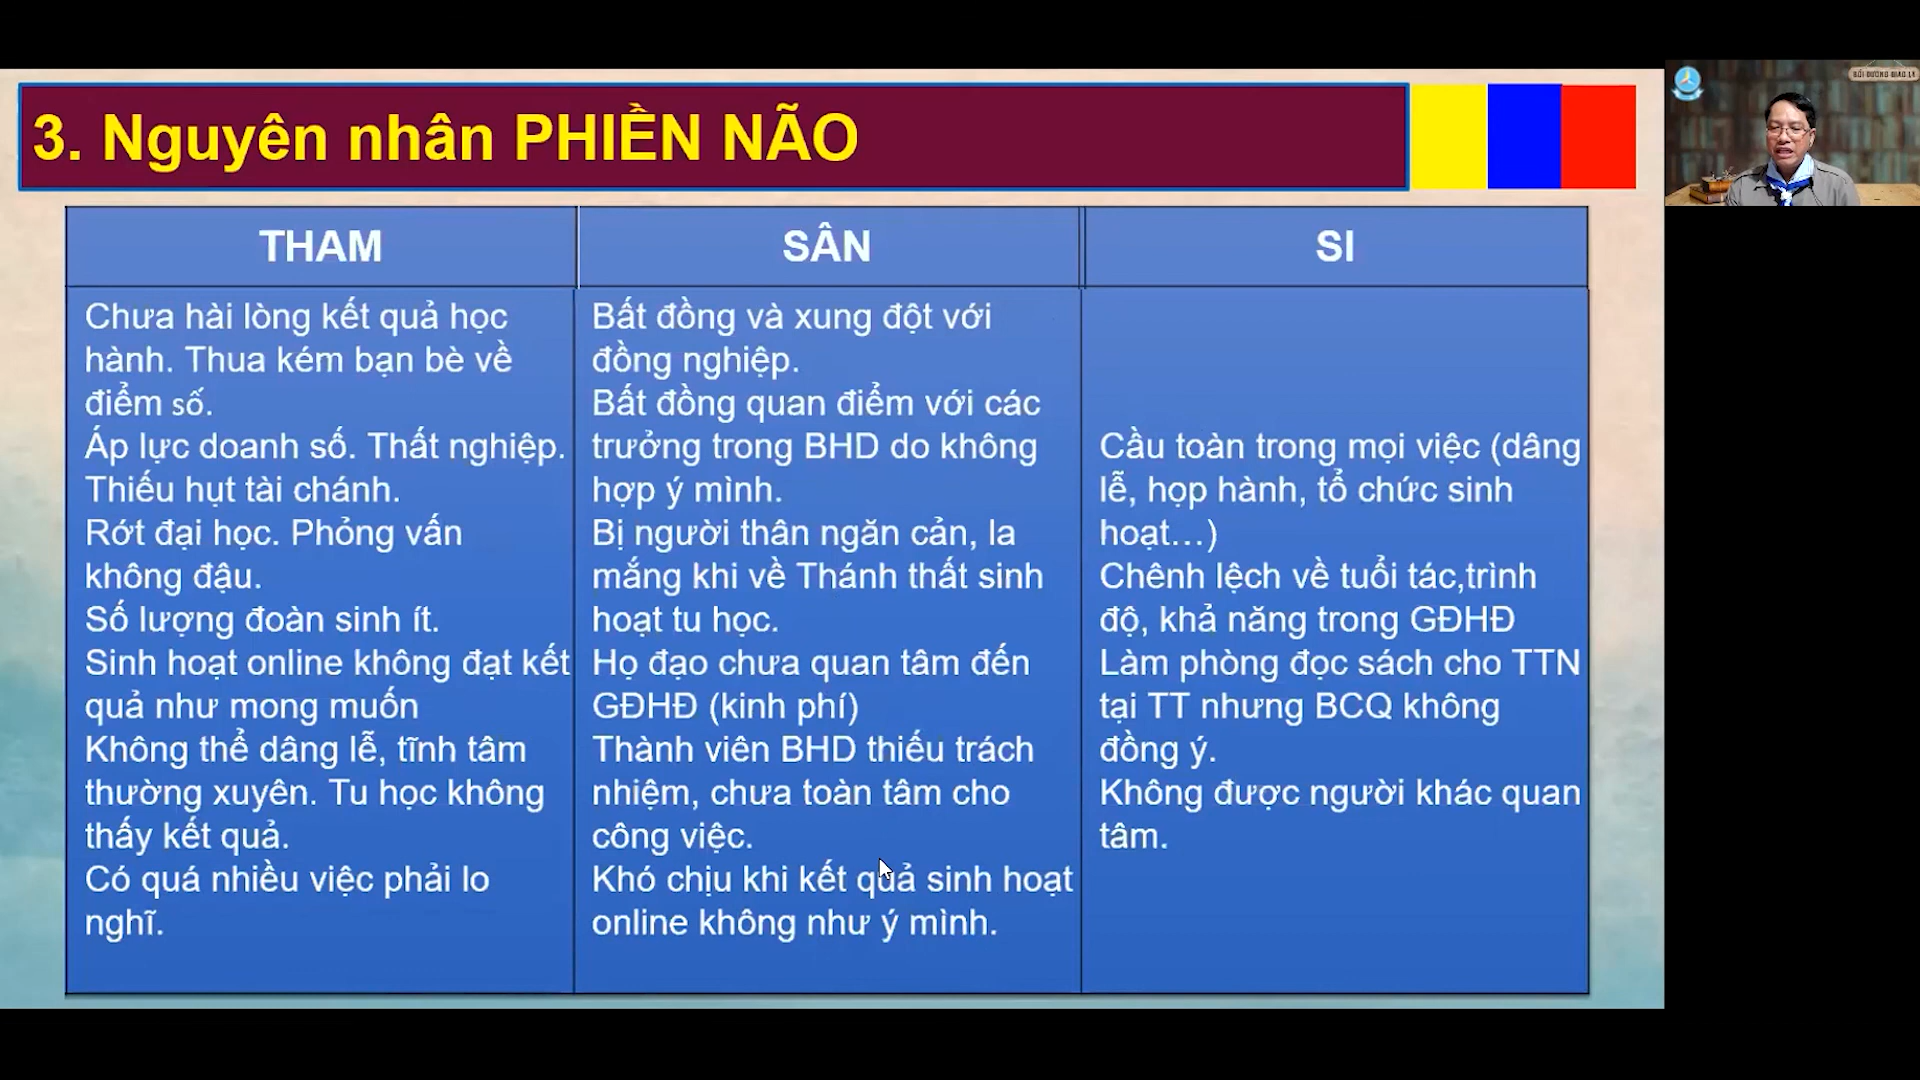 3. Nguyên nhân PHIỀN NÃO
BỒI DƯỠNG GIÁO LÝ
THAM
SÂN
SI
Chưa hài lòng kết quả học
hành. Thua kém bạn bè về
điểm số.
Áp lực doanh số. Thất nghiệp.
Thiếu hụt tài chánh.
Rớt đại học. Phỏng vấn
không đậu.
Số lượng đoàn sinh ít.
Sinh hoạt online không đạt kết
quả như mong muốn
Không thể dâng lễ, tĩnh tâm
thường xuyên. Tu học không
thấy kết quả.
Có quá nhiều việc phải lo
nghĩ.
Bất đồng và xung đột với
đồng nghiệp.
Bất đồng quan điểm với các
trưởng trong BHD do không
hợp ý mình.
Bị người thân ngăn cản, la
mắng khi về Thánh thất sinh
hoạt tu học.
Họ đạo chưa quan tâm đến
GĐHĐ (kinh phí)
Thành viên BHD thiếu trách
nhiệm, chưa toàn tâm cho
công việc.
Khó chịu khi kết quả sinh hoạt
online không như ý mình.
Cầu toàn trong mọi việc (dâng
lễ, họp hành, tổ chức sinh
hoạt...)
Chênh lệch về tuổi tác,trình
độ, khả năng trong GĐHĐ
Làm phòng đọc sách cho TTN
tại TT nhưng BCQ không
đồng ý.
Không được người khác quan
tâm.